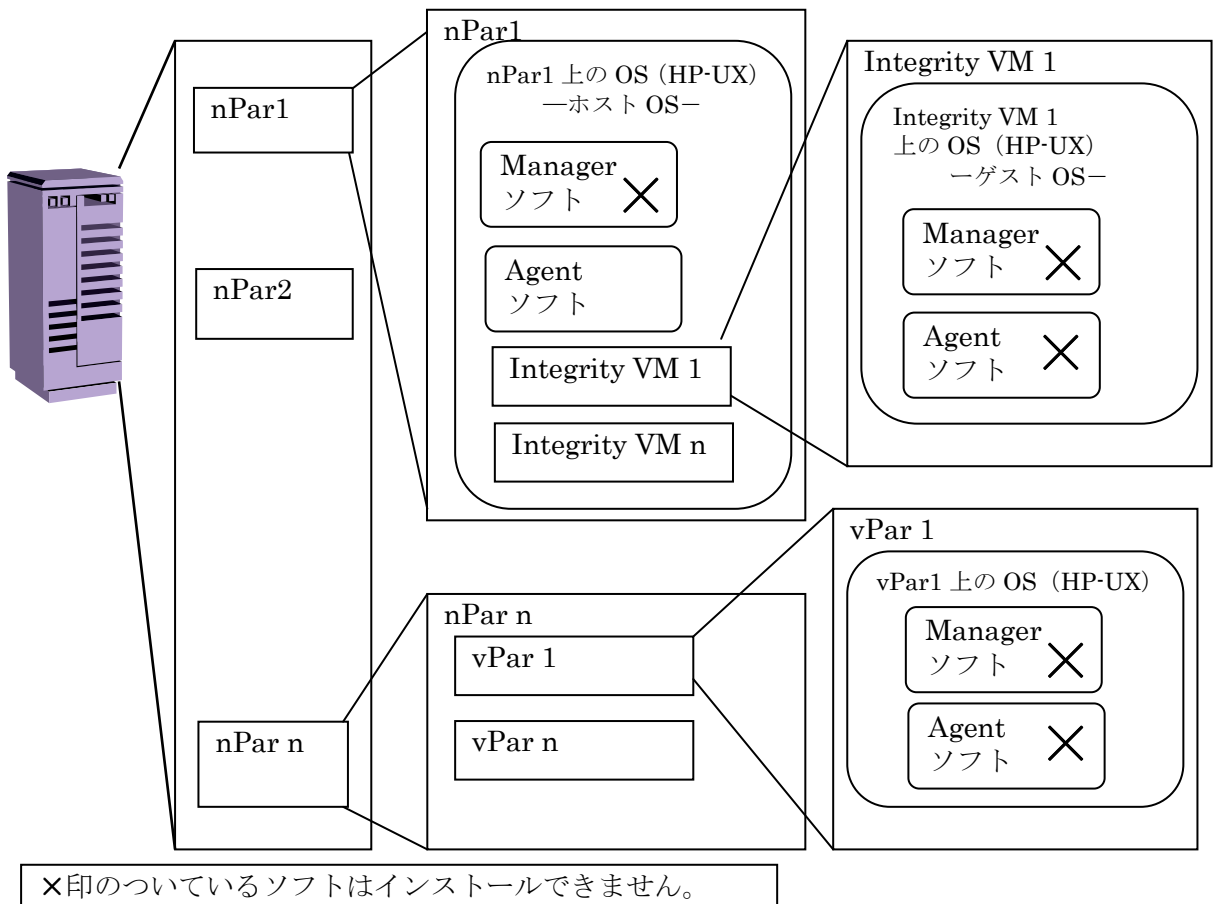 nPar1
nPar2
nPar n
nPar1
nPar1 上の OS（HP-UX）
―ホスト OS－
Manager
ソフト ×
Agent
ソフト
Integrity VM 1
Integrity VM n
Integrity VM 1
Integrity VM 1
上の OS（HP-UX）
ーゲスト OS－
Manager
ソフト ×
Agent
ソフト ×
nPar n
vPar 1
vPar n
vPar 1
vPar1 上の OS（HP-UX）
Manager
ソフト ×
Agent
ソフト ×
×印のついているソフトはインストールできません。